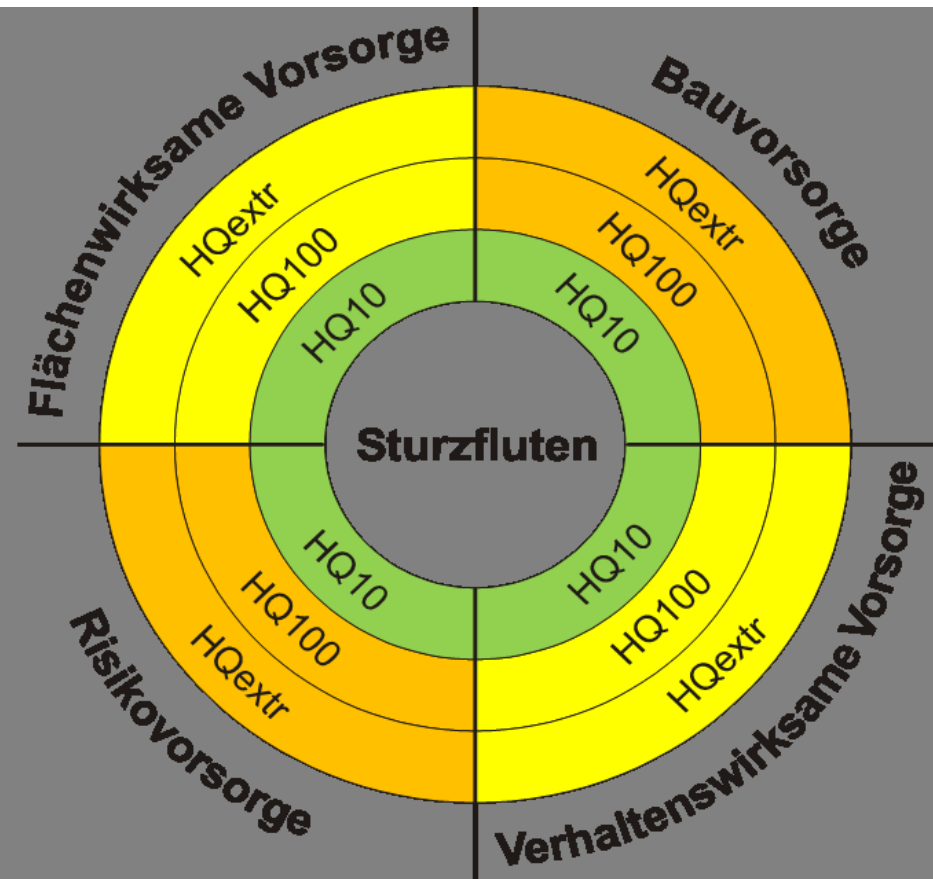 Flächenwirksame Vorsorge
HQextr
HQ100
HQ10
Bauvorsorge
HQextr
HQ100
HQ10
Sturzfluten
HQ10
HQ100
HQextr
Risikovorsorge
HQ10
HQ100
HQextr
Verhaltenswirksame Vorsorge